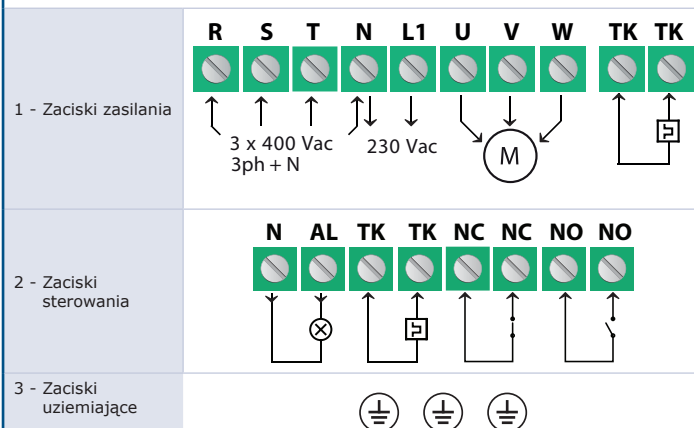 R S T N L1 U V W TK TK
1 - Zaciski zasilania
3 x 400 Vac
3ph + N
230 Vac
M
N AL TK TK NC NC NO NO
2 - Zaciski
sterowania
3 - Zaciski
uziemiające